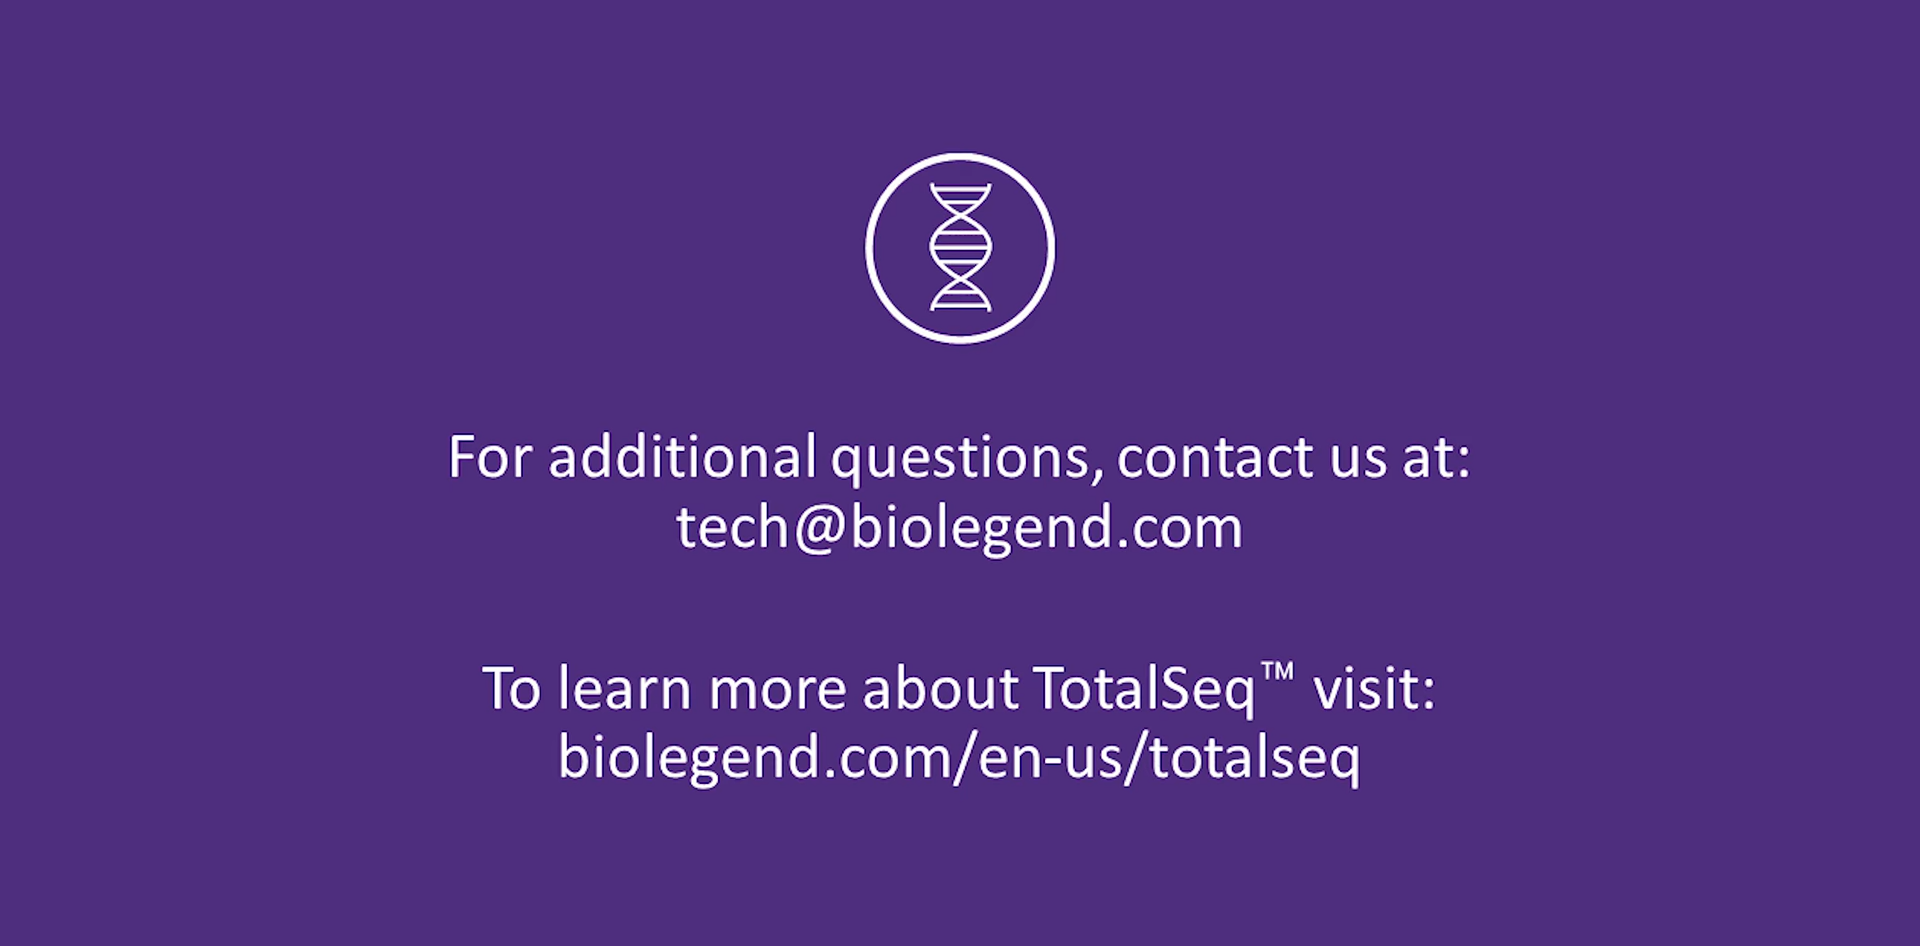 For additional questions, contact us at:
tech@biolegend.com
To learn more about TotalSeq™ visit:
biolegend.com/en-us/totalseq